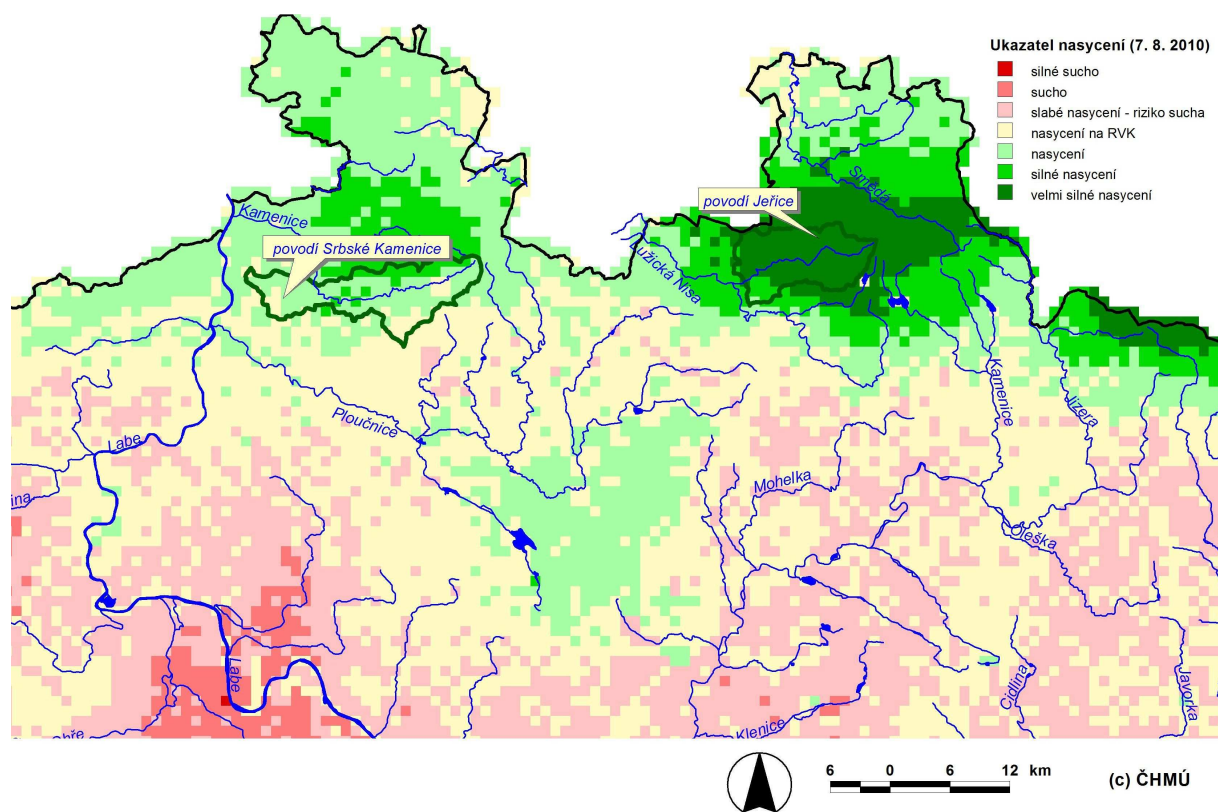 Ukazatel nasycení (7. 8. 2010)
silné sucho
sucho
slabé nasycení - riziko sucha
nasycení na RVK
nasycení
silné nasycení
velmi silné nasycení
Smědá
povodí Jeřice
Kamenice
povodí Srbské Kamenice
Lužická Nisa
Kamenice
Jizera
Ploučnice
Labe
Mohelka
ina
Oleška
Labe
Cidlina
Javorka
Klenice
6 0 6 12 km
(c) ČHMÚ